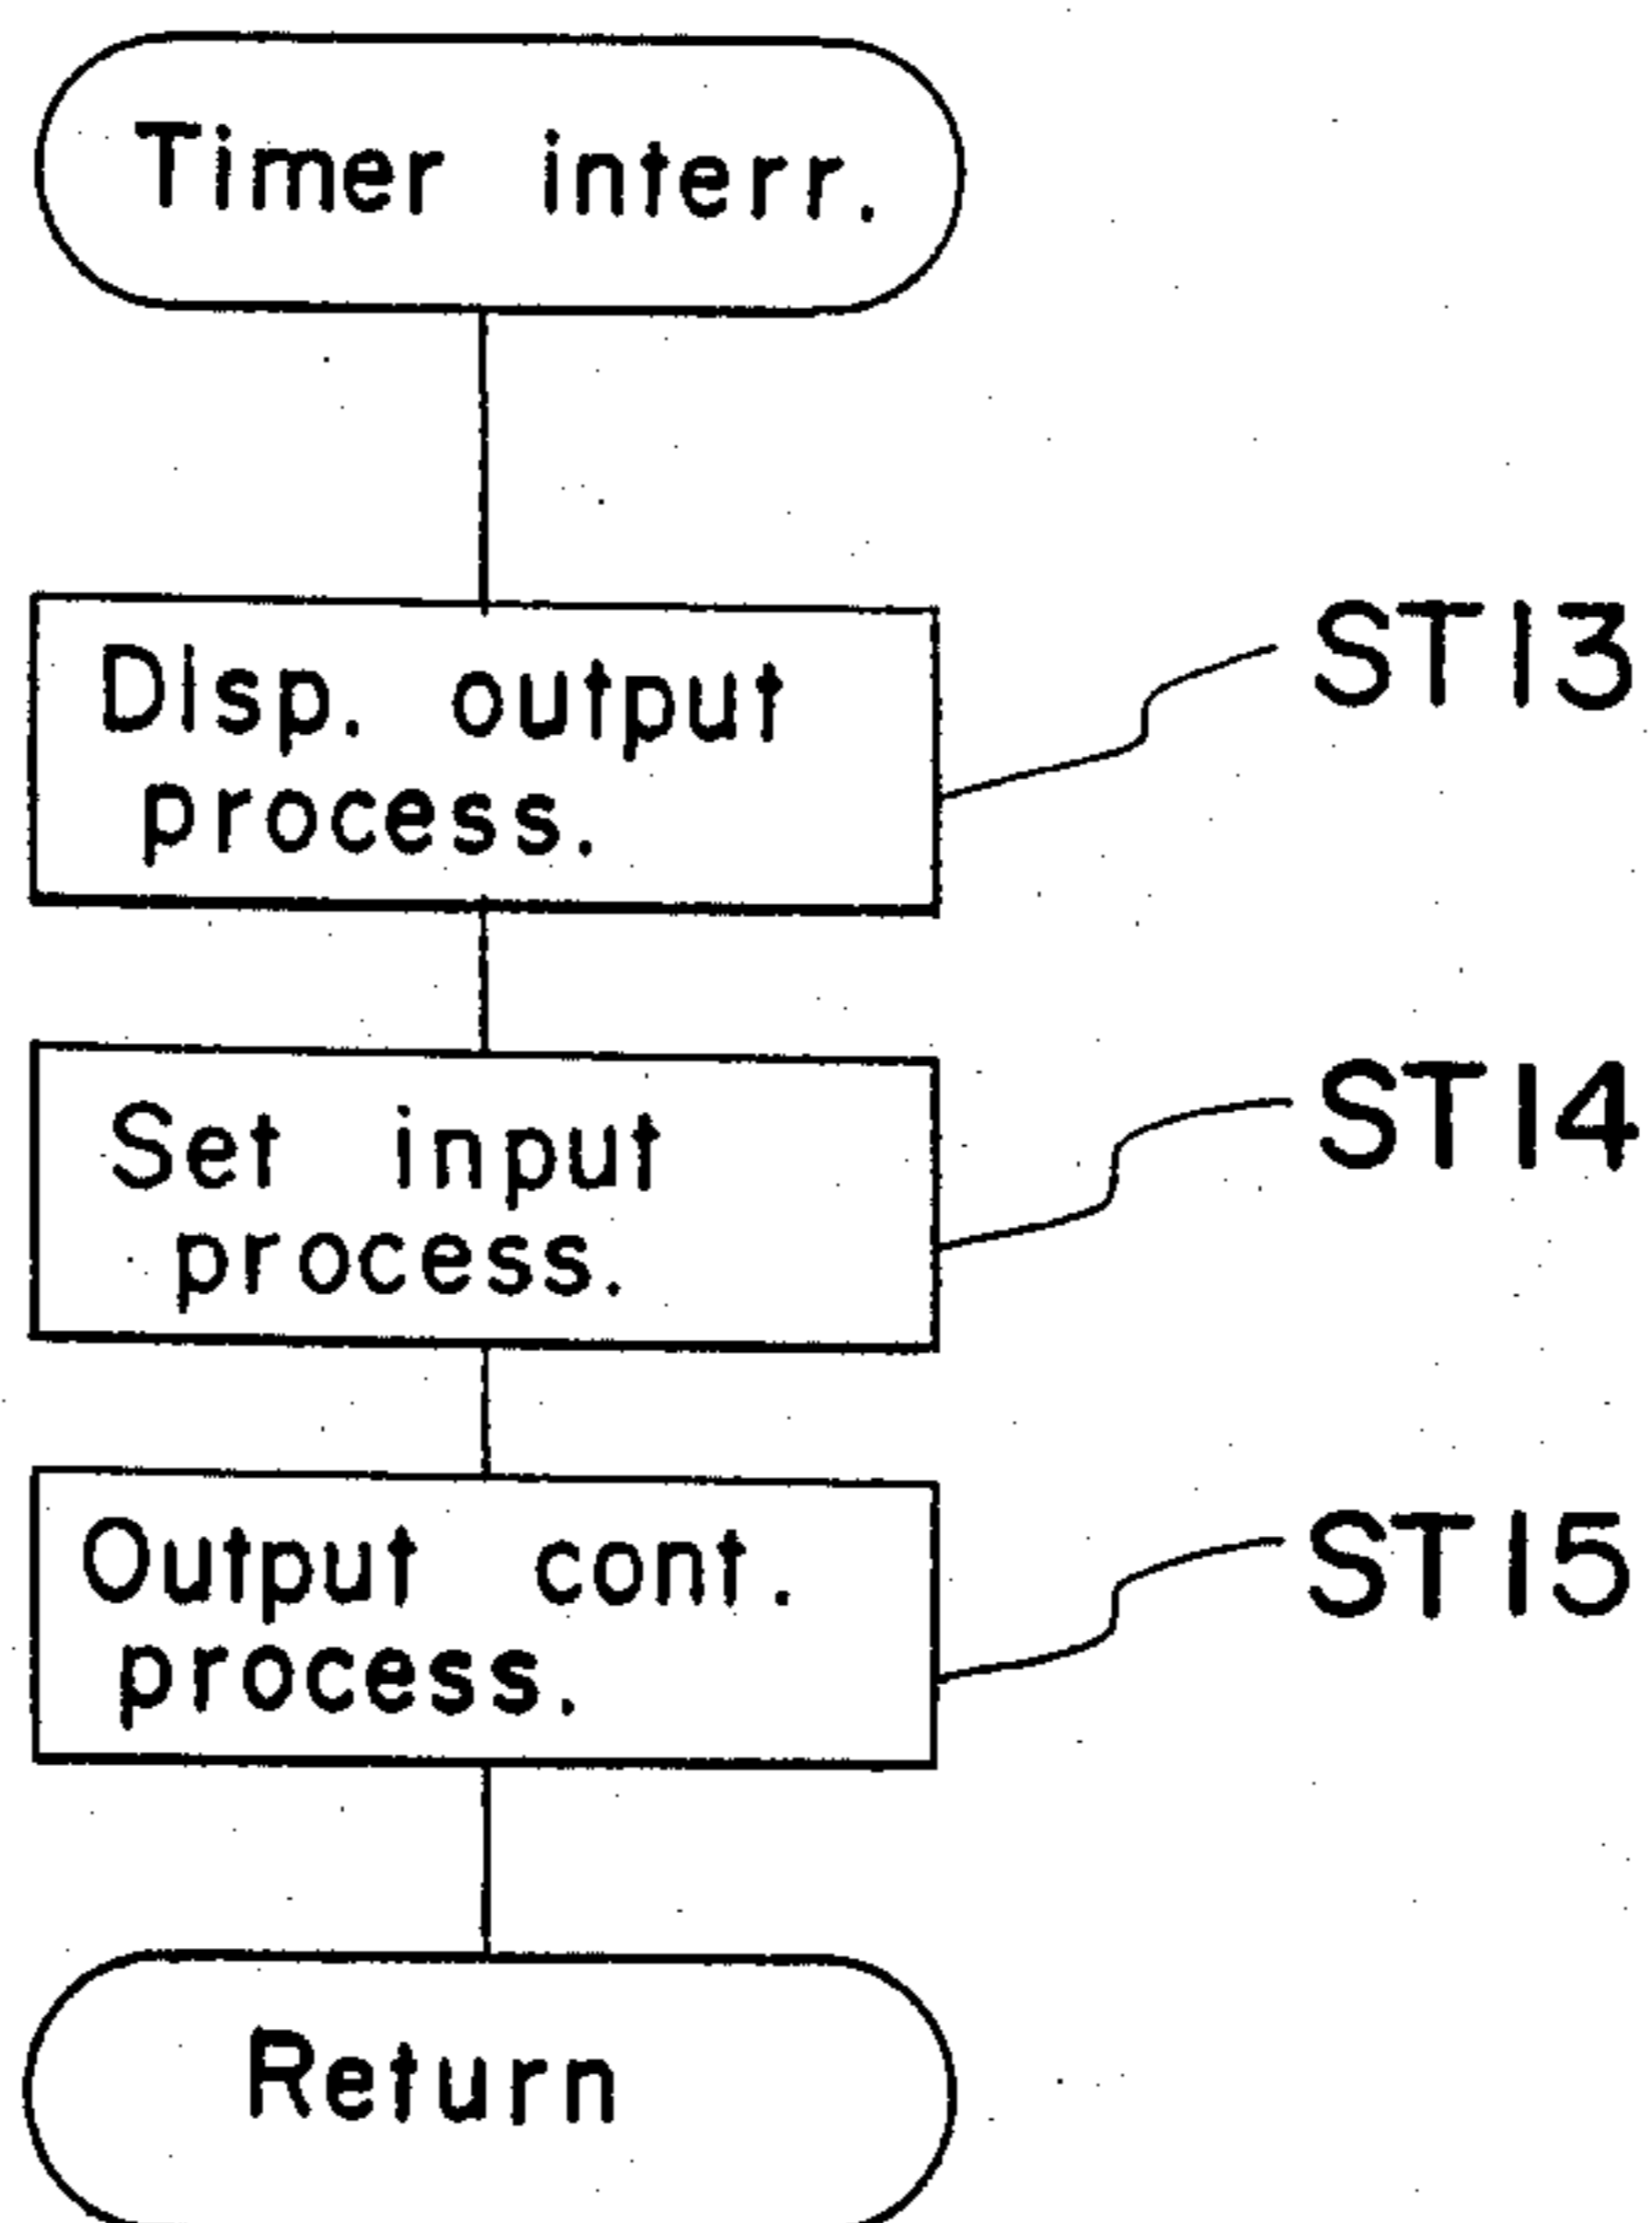 Timer interr.
Disp. output
process.
ST13
Set input
process.
ST14
Output cont.
process.
ST15
Return